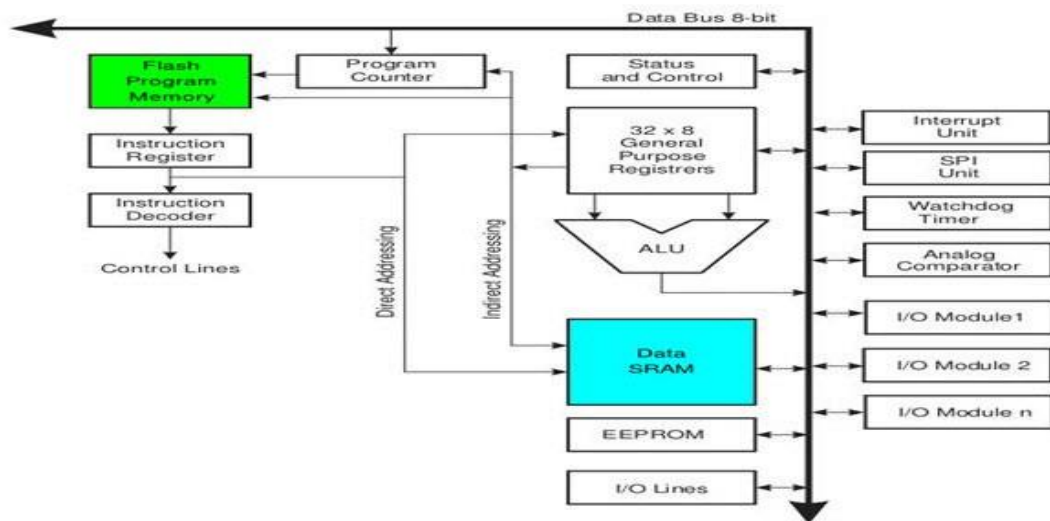 Data Bus 8-bit
Flash
Program
Memory
Program
Counter
Status
and Control
Instruction
Register
32 x 8
General
Purpose
Registrers
Interrupt
Unit
SPI
Unit
Instruction
Decoder
Watchdog
Timer
ALU
Analog
Comparator
Control Lines
Direct Addressing
Indirect Addressing
I/O Module1
Data
SRAM
I/O Module 2
I/O Module n
EEPROM
I/O Lines